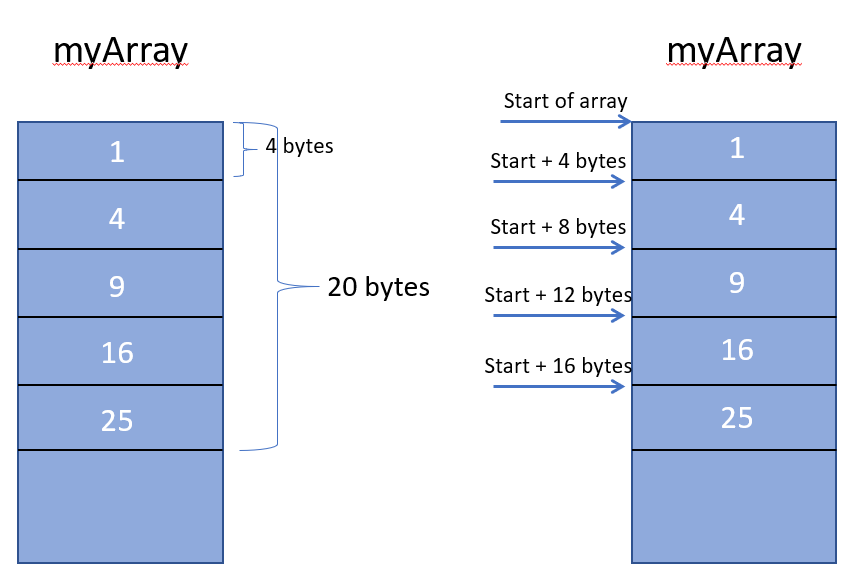 myArray
1
4
9
16
25
4 bytes
20 bytes
myArray
Start of array
Start + 4 bytes
Start + 8 bytes
Start + 12 bytes
Start + 16 bytes
1
4
9
16
25